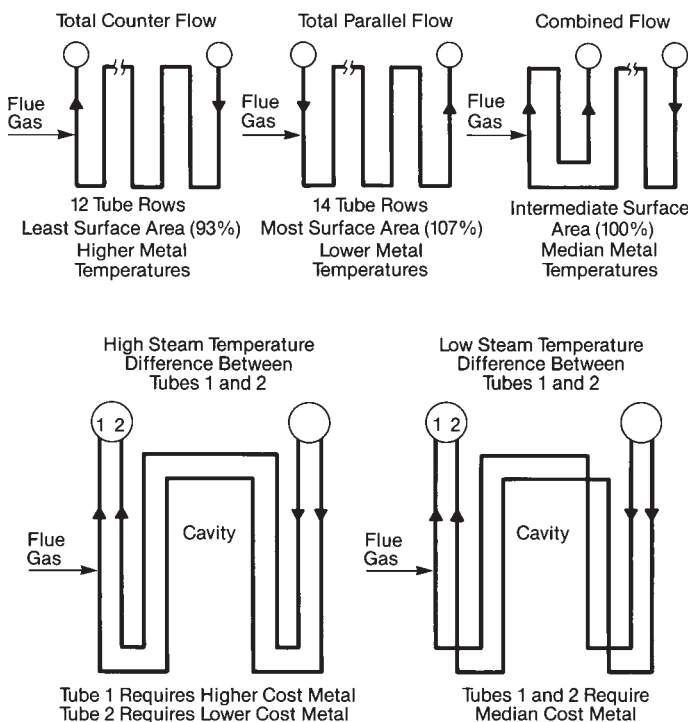 Total Counter Flow
Flue
Gas
12 Tube Rows
Least Surface Area (93%)
Higher Metal
Temperatures
Total Parallel Flow
Flue
Gas
14 Tube Rows
Most Surface Area (107%)
Lower Metal
Temperatures
Combined Flow
Flue
Gas
Intermediate Surface
Area (100%)
Median Metal
Temperatures
High Steam Temperature
Difference Between
Tubes 1 and 2
1 2
Flue
Gas
Cavity
Tube 1 Requires Higher Cost Metal
Tube 2 Requires Lower Cost Metal
Low Steam Temperature
Difference Between
Tubes 1 and 2
1 2
Flue
Gas
Cavity
Tubes 1 and 2 Require
Median Cost Metal